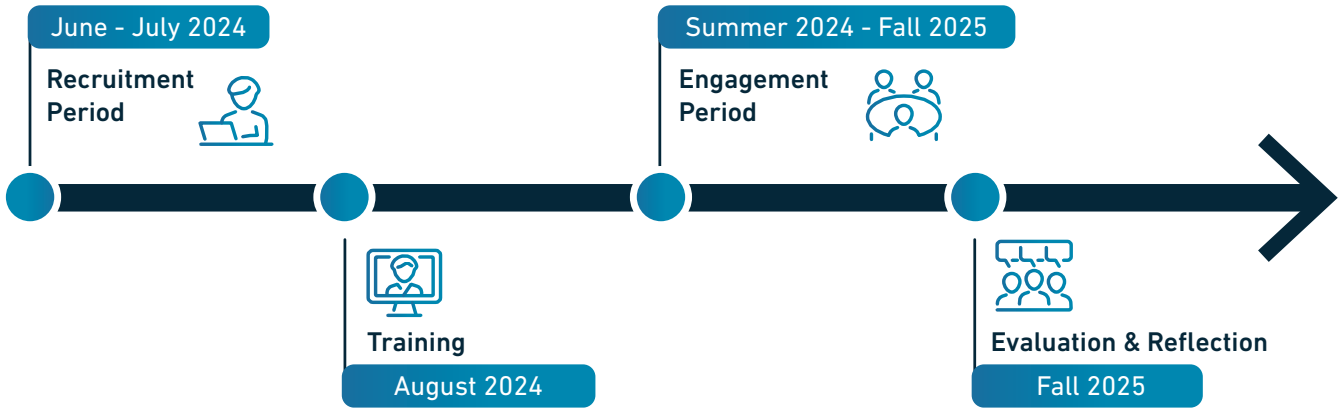 June - July 2024
Recruitment
Period
Training
August 2024
Summer 2024 - Fall 2025
Engagement
Period
Evaluation & Reflection
Fall 2025